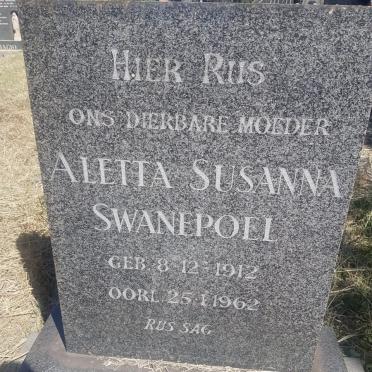 HIER RUS
ONS DIERBARE MOEDER
ALETTA SUSANNA
SWANEPOEL
GEB. 8-12-1912
OORL. 25.1.1962
RUS SAG